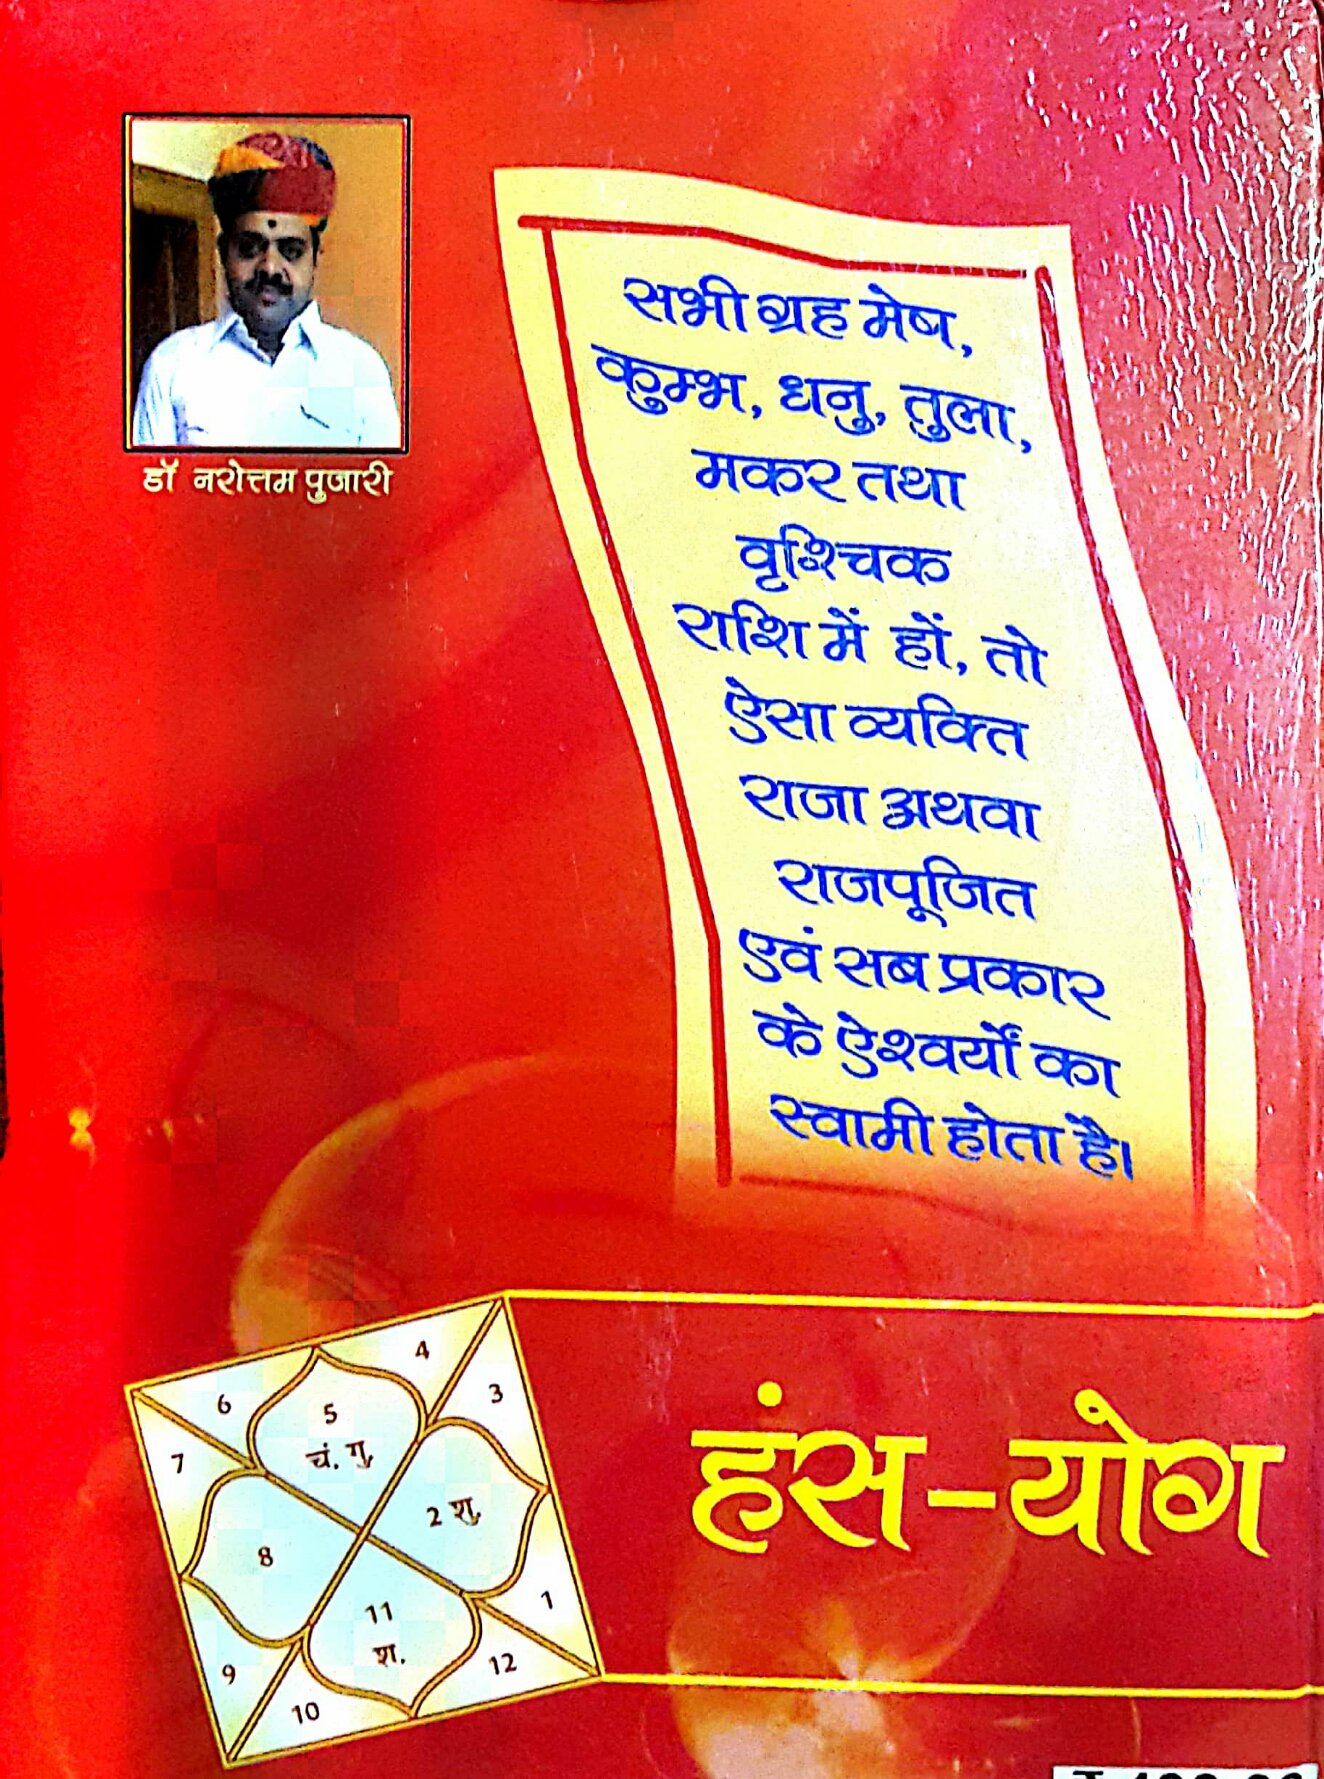 डॉ नरोत्तम पुजारी
सभी ग्रह मेष,
कुम्भ, धनु, तुला,
मकर तथा
वृश्चिक
राशि में हों, तो
ऐसा व्यक्ति
राजा अथवा
राजपूजित
एवं सब प्रकार
के ऐश्वर्यों का
स्वामी होता है।
4
6
5
3
चं. गु.
7
2 शु.
8
11
1
श.
12
9
10
हंस-योग